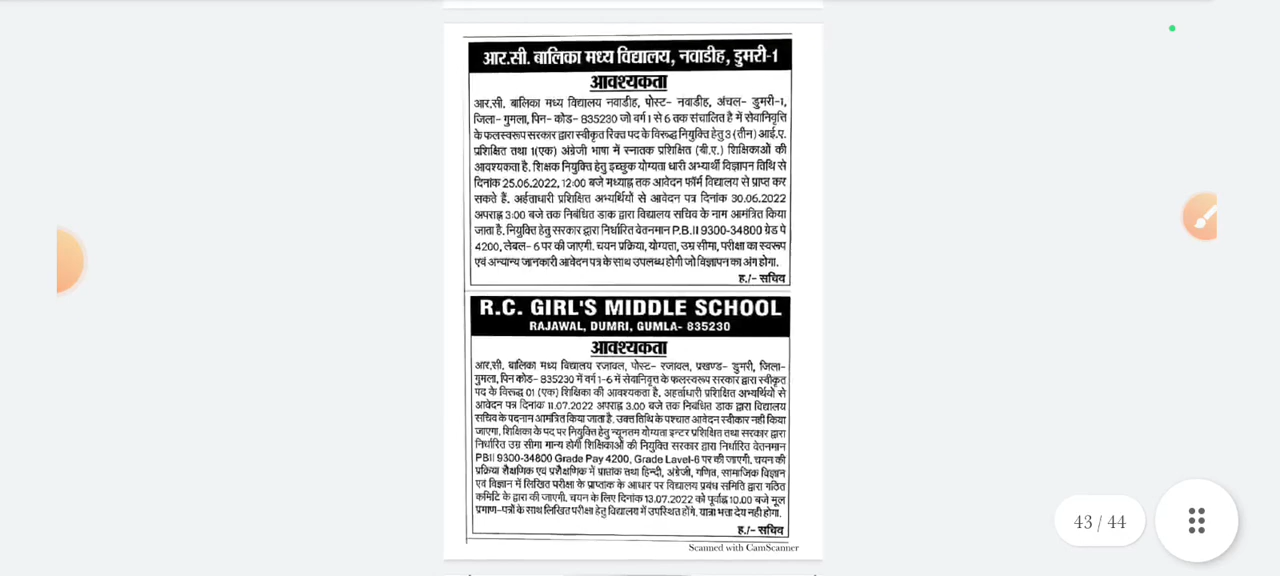 आर.सी. बालिका मध्य विद्यालय, नवाडीह, डुमरी-1
आवश्यकता
आर.सी. बालिका मध्य विद्यालय नवाडीह, पोस्ट- नवाडीह, अंचल- डुमरी-1,
जिला- गुमला, पिन- कोड- 835230 जो वर्ग 1 से 6 तक संचालित है में सेवानिवृत्ति
के फलस्वरूप सरकार द्वारा स्वीकृत रिक्त पद के विरूद्ध नियुक्ति हेतु 3 (तीन) आई.ए.
प्रशिक्षित तथा 1(एक) अंग्रेजी भाषा में स्नातक प्रशिक्षित (बी.ए.) शिक्षिकाओं की
आवश्यकता है. शिक्षक नियुक्ति हेतु इच्छुक योग्यता धारी अभ्यार्थी विज्ञापन तिथि से
दिनांक 25.06.2022, 12:00 बजे मध्याह्न तक आवेदन फॉर्म विद्यालय से प्राप्त कर
सकते हैं. अर्हताधारी प्रशिक्षित अभ्यर्थियों से आवेदन पत्र दिनांक 30.06.2022
अपराह्न 3:00 बजे तक निबंधित डाक द्वारा विद्यालय सचिव के नाम आमंत्रित किया
जाता है. नियुक्ति हेतु सरकार द्वारा निर्धारित वेतनमान P.B.II 9300-34800 ग्रेड पे
4200, लेबल- 6 पर की जाएगी. चयन प्रक्रिया, योग्यता, उम्र सीमा, परीक्षा का स्वरूप
एवं अन्यान्य जानकारी आवेदन पत्र के साथ उपलब्ध होगी जो विज्ञापन का अंग होगा.
ह./- सचिव
R.C. GIRL'S MIDDLE SCHOOL
RAJAWAL, DUMRI, GUMLA- 835230
आवश्यकता
आर.सी. बालिका मध्य विद्यालय रजावल, पोस्ट- रजावल, प्रखण्ड- डुमरी, जिला-
गुमला, पिन कोड- 835230 में वर्ग 1-6 में सेवानिवृत्त के फलस्वरूप सरकार द्वारा स्वीकृत
पद के विरूद्ध 01 (एक) शिक्षिका की आवश्यकता है. अहर्ताधारी प्रशिक्षित अभ्यर्थियों से
आवेदन पत्र दिनांक 11.07.2022 अपराह्न 3.00 बजे तक निबंधित डाक द्वारा विद्यालय
सचिव के पदनाम आमंत्रित किया जाता है. उक्त तिथि के पश्चात आवेदन स्वीकार नही किया
जाएगा. शिक्षिका के पद पर नियुक्ति हेतु न्यूनतम योग्यता इन्टर प्रशिक्षित तथा सरकार द्वारा
निर्धारित उम्र सीमा मान्य होगी शिक्षिकाओं की नियुक्ति सरकार द्वारा निर्धारित वेतनमान
PBII 9300-34800 Grade Pay 4200, Grade Lavel-6 पर की जाएगी. चयन की
प्रक्रिया शैक्षणिक एवं प्रशैक्षणिक में प्राप्तांक तथा हिन्दी, अंग्रेजी, गणित, सामाजिक विज्ञान
एवं विज्ञान में लिखित परीक्षा के प्राप्तांक के आधार पर विद्यालय प्रबंध समिति द्वारा गठित
कमिटि के द्वारा की जाएगी. चयन के लिए दिनांक 13.07.2022 को पूर्वाह्न 10.00 बजे मूल
प्रमाण-पत्रों के साथ लिखित परीक्षा हेतु विद्यालय में उपस्थित होंगे. यात्रा भत्ता देय नही होगा.
ह./- सचिव
Scanned with CamScanner
43 / 44